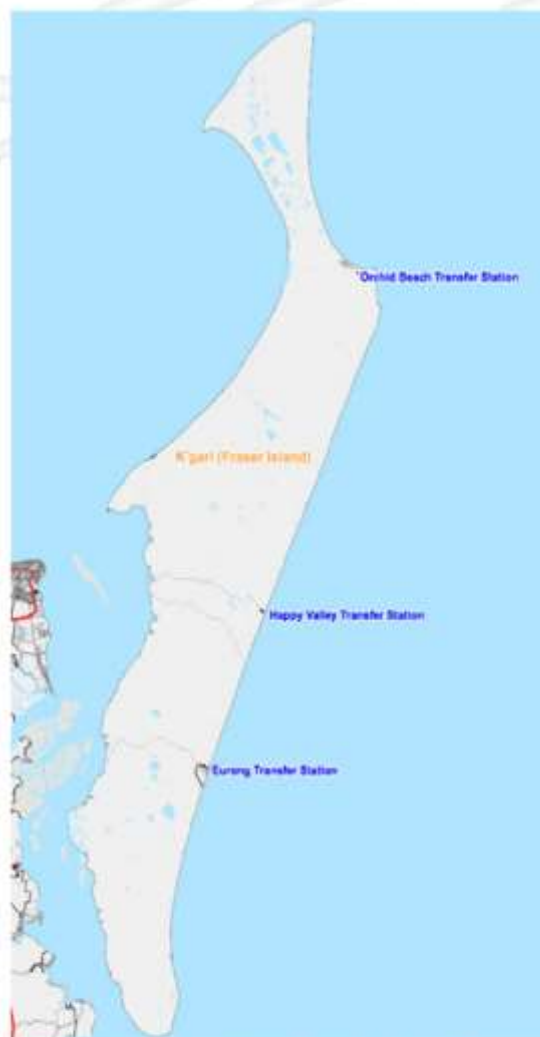 Orchid Beach Transfer Station
K'gari (Fraser Island)
Happy Valley Transfer Station
Eurong Transfer Station